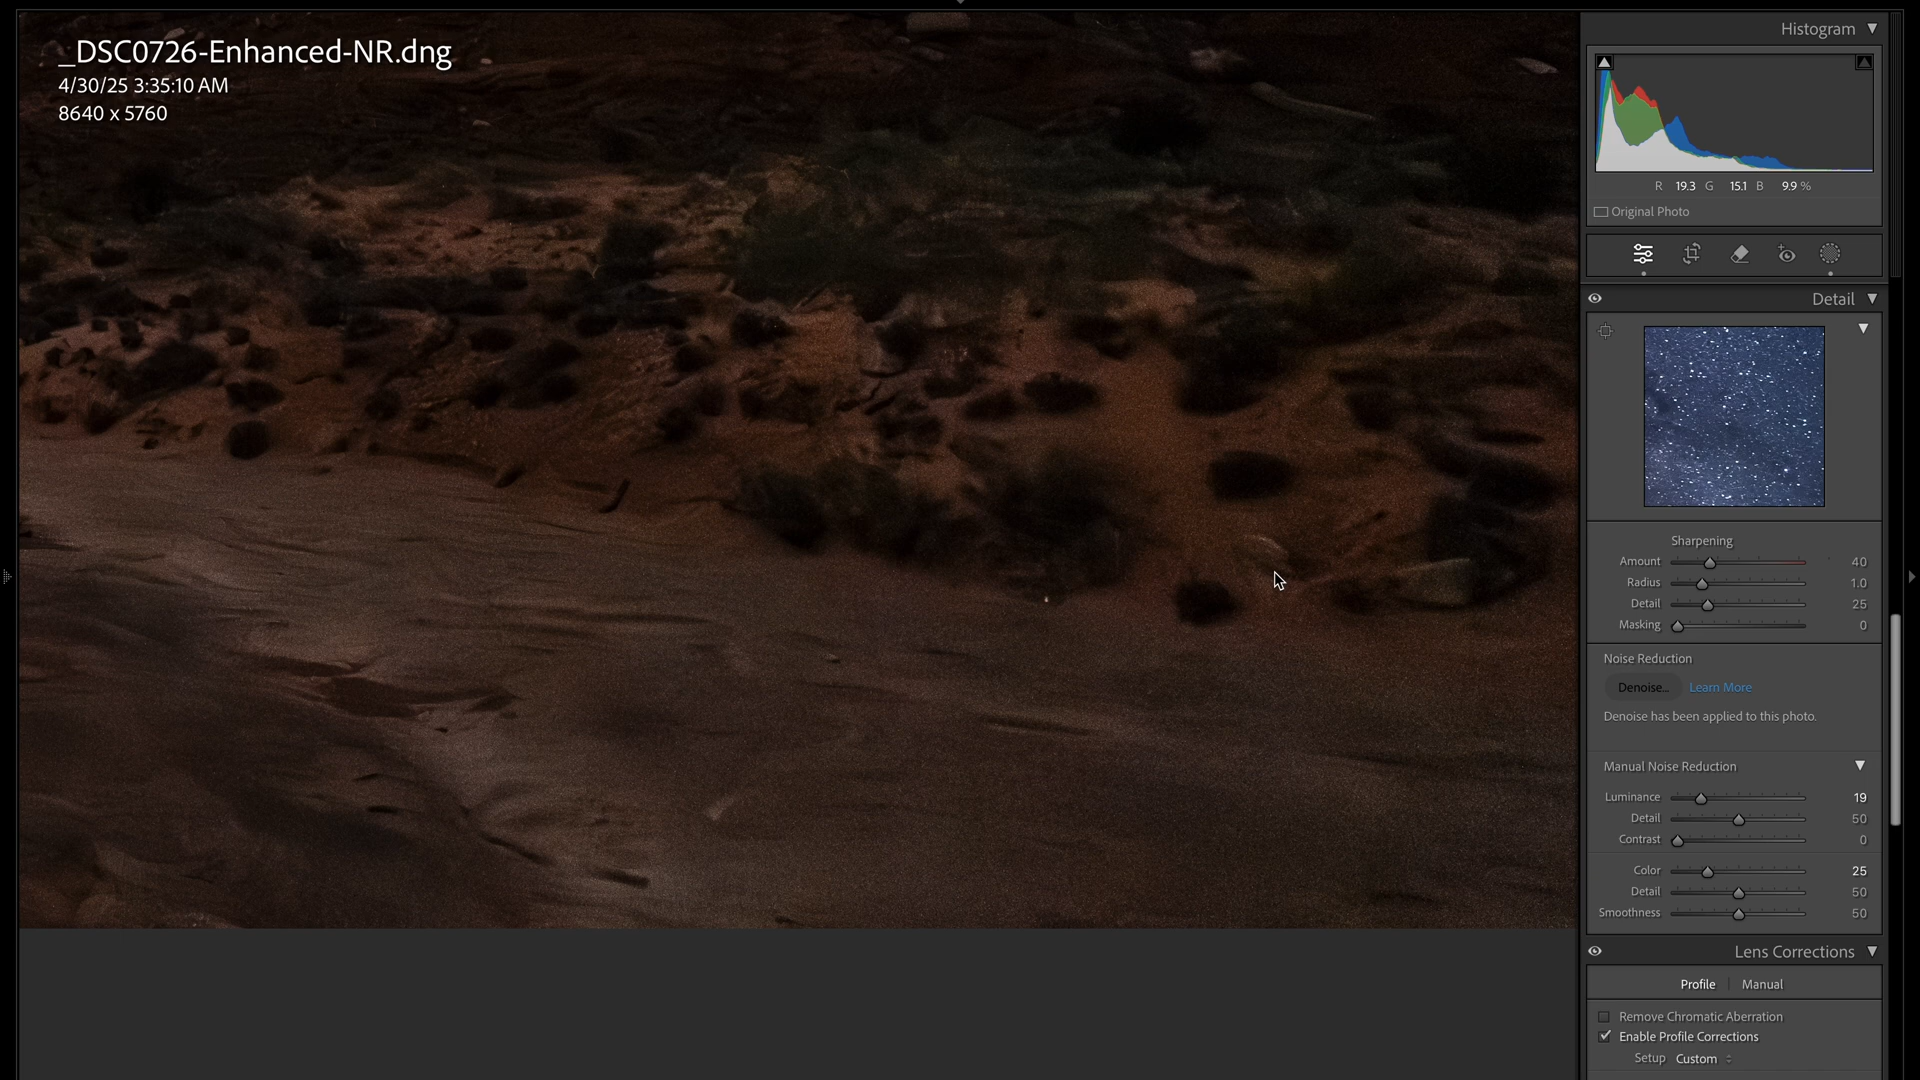 _DSC0726-Enhanced-NR.dng
4/30/25 3:35:10 AM
8640 x 5760
Histogram
R 19.3 G 15.1 B 9.9 %
Original Photo
Detail
Sharpening
Amount 40
Radius 1.0
Detail 25
Masking 0
Noise Reduction
Denoise... Learn More
Denoise has been applied to this photo.
Manual Noise Reduction
Luminance 19
Detail 50
Contrast 0
Color 25
Detail 50
Smoothness 50
Lens Corrections
Profile | Manual
Remove Chromatic Aberration
Enable Profile Corrections
Setup Custom